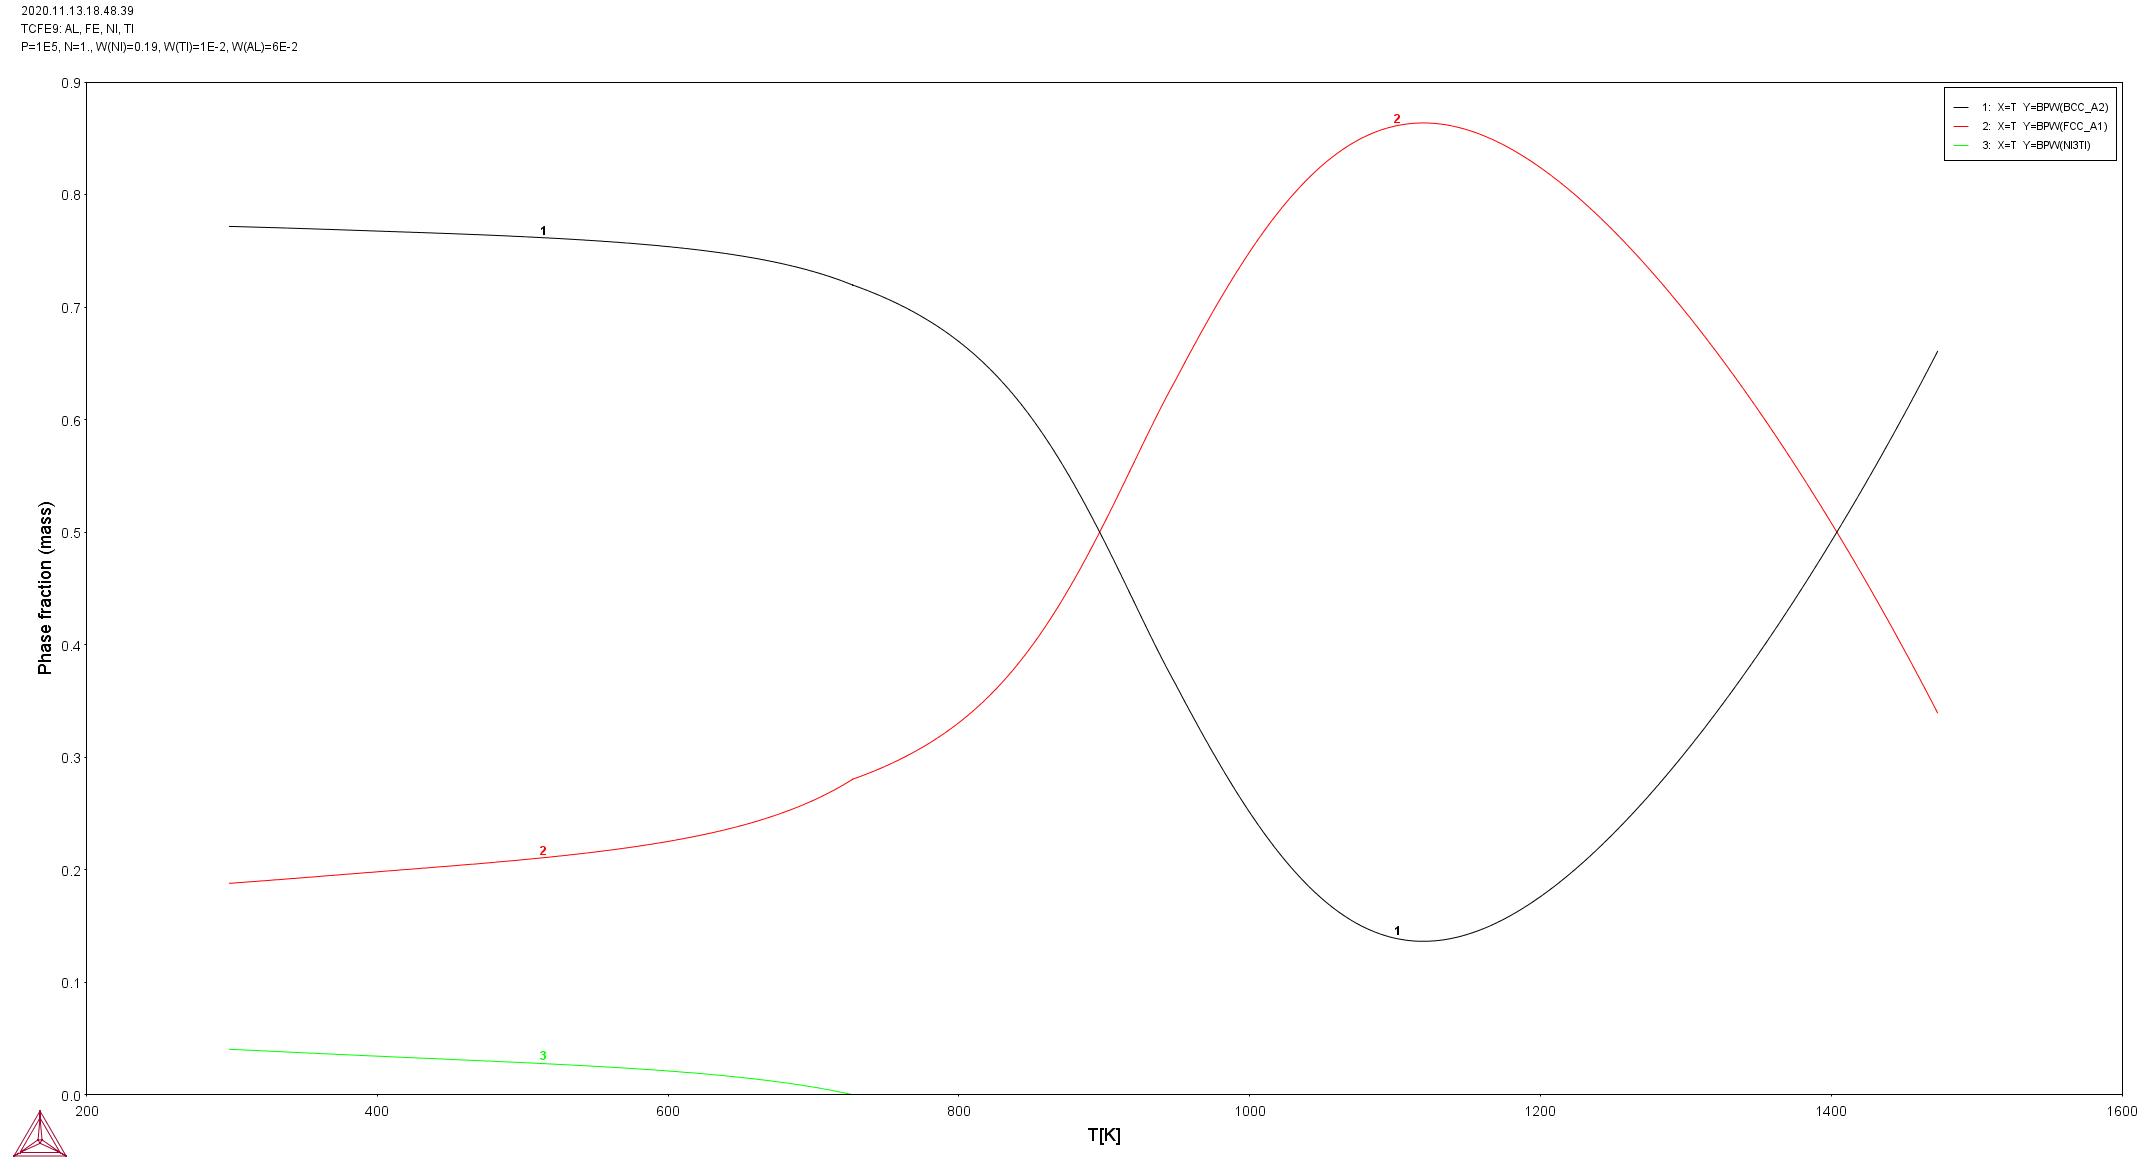 2020.11.13.18.48.39
TCFE9: AL, FE, NI, TI
P=1E5, N=1., W(NI)=0.19, W(TI)=1E-2, W(AL)=6E-2
1: X=T Y=BPW(BCC_A2)
2: X=T Y=BPW(FCC_A1)
3: X=T Y=BPW(NI3TI)
Phase fraction (mass)
0.9
0.8
0.7
0.6
0.5
0.4
0.3
0.2
0.1
0.0
2
1
2
1
3
200 400 600 800 1000 1200 1400 1600
T[K]